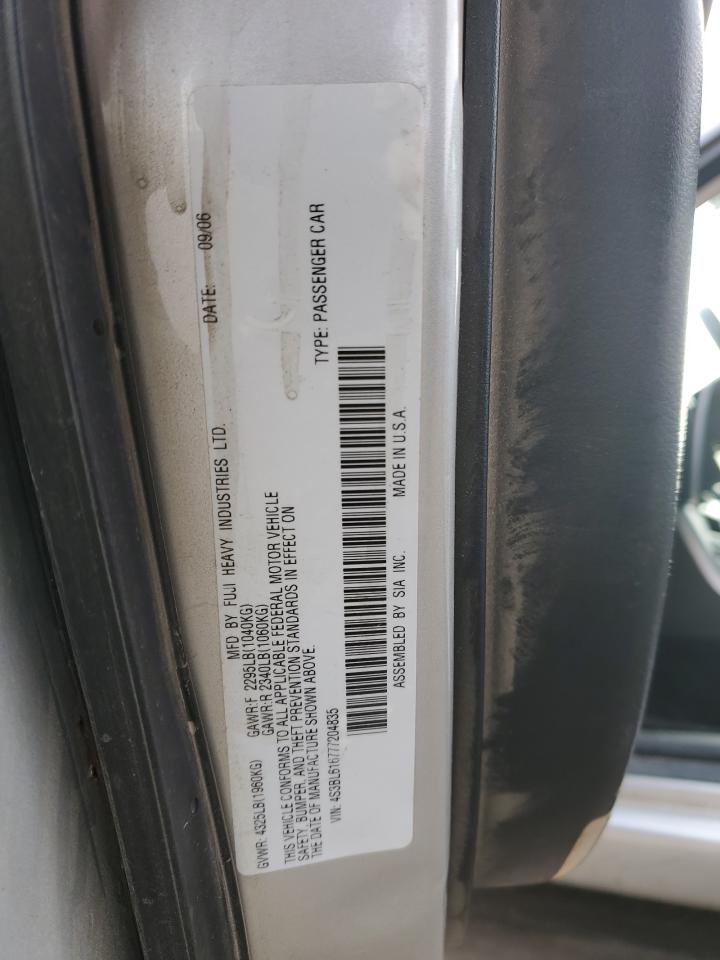 MFD BY FUJI HEAVY INDUSTRIES LTD. DATE: 09/06
GAWR:F 2295LB(1040KG)
GVWR: 4325LB(1960KG) GAWR:R 2340LB(1060KG)
THIS VEHICLE CONFORMS TO ALL APPLICABLE FEDERAL MOTOR VEHICLE
SAFETY, BUMPER, AND THEFT PREVENTION STANDARDS IN EFFECT ON
THE DATE OF MANUFACTURE SHOWN ABOVE.
VIN: 4S3BL616777204835 TYPE: PASSENGER CAR
ASSEMBLED BY SIA INC. MADE IN U.S.A.